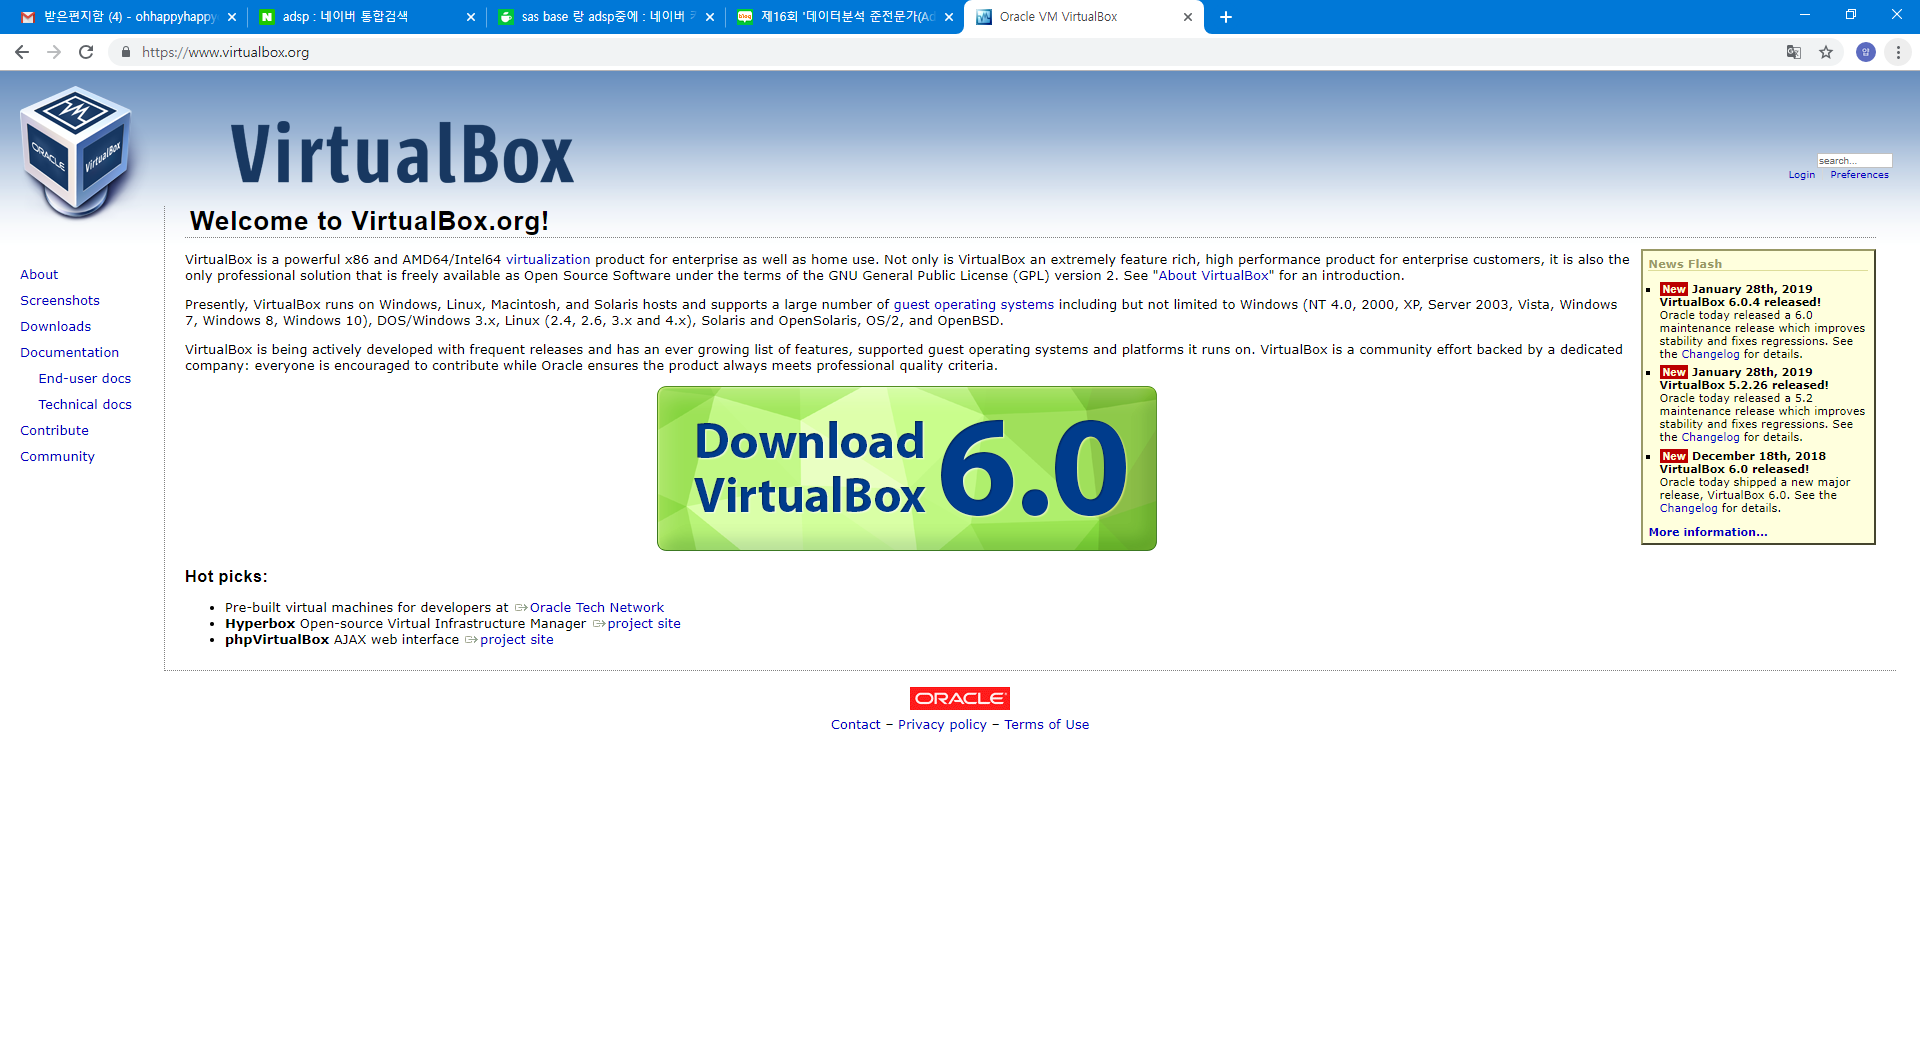 받은편지함 (4) - ohhappyhappy
adsp : 네이버 통합검색
sas base 랑 adsp중에 : 네이버
제16회 '데이터분석 준전문가(Ad
Oracle VM VirtualBox
https://www.virtualbox.org
ORACLE
VirtualBox
VirtualBox
search...
Login Preferences
Welcome to VirtualBox.org!
About
Screenshots
Downloads
Documentation
End-user docs
Technical docs
Contribute
Community
VirtualBox is a powerful x86 and AMD64/Intel64 virtualization product for enterprise as well as home use. Not only is VirtualBox an extremely feature rich, high performance product for enterprise customers, it is also the
only professional solution that is freely available as Open Source Software under the terms of the GNU General Public License (GPL) version 2. See "About VirtualBox" for an introduction.
Presently, VirtualBox runs on Windows, Linux, Macintosh, and Solaris hosts and supports a large number of guest operating systems including but not limited to Windows (NT 4.0, 2000, XP, Server 2003, Vista, Windows
7, Windows 8, Windows 10), DOS/Windows 3.x, Linux (2.4, 2.6, 3.x and 4.x), Solaris and OpenSolaris, OS/2, and OpenBSD.
VirtualBox is being actively developed with frequent releases and has an ever growing list of features, supported guest operating systems and platforms it runs on. VirtualBox is a community effort backed by a dedicated
company: everyone is encouraged to contribute while Oracle ensures the product always meets professional quality criteria.
Download
VirtualBox 6.0
News Flash
New January 28th, 2019
VirtualBox 6.0.4 released!
Oracle today released a 6.0
maintenance release which improves
stability and fixes regressions. See
the Changelog for details.
New January 28th, 2019
VirtualBox 5.2.26 released!
Oracle today released a 5.2
maintenance release which improves
stability and fixes regressions. See
the Changelog for details.
New December 18th, 2018
VirtualBox 6.0 released!
Oracle today shipped a new major
release, VirtualBox 6.0. See the
Changelog for details.
More information...
Hot picks:
Pre-built virtual machines for developers at Oracle Tech Network
Hyperbox Open-source Virtual Infrastructure Manager project site
phpVirtualBox AJAX web interface project site
ORACLE
Contact – Privacy policy – Terms of Use